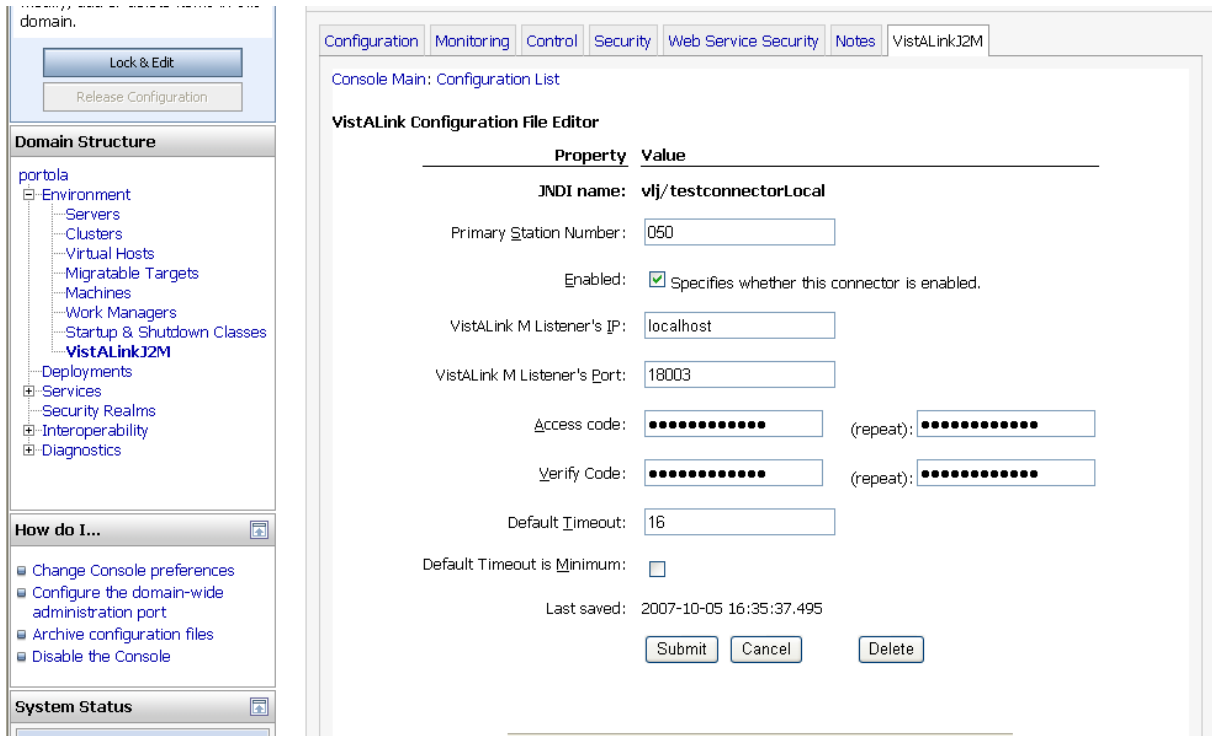 domain.
Lock & Edit
Release Configuration
Domain Structure
portola
Environment
Servers
Clusters
Virtual Hosts
Migratable Targets
Machines
Work Managers
Startup & Shutdown Classes
VistALinkJ2M
Deployments
Services
Security Realms
Interoperability
Diagnostics
How do I...
Change Console preferences
Configure the domain-wide
administration port
Archive configuration files
Disable the Console
System Status
Configuration Monitoring Control Security Web Service Security Notes VistALinkJ2M
Console Main: Configuration List
VistALink Configuration File Editor
Property Value
JNDI name: vlj/testconnectorLocal
Primary Station Number: 050
Enabled: Specifies whether this connector is enabled.
VistALink M Listener's IP: localhost
VistALink M Listener's Port: 18003
Access code: ●●●●●●●●●●●● (repeat): ●●●●●●●●●●●●
Verify Code: ●●●●●●●●●●●● (repeat): ●●●●●●●●●●●●
Default Timeout: 16
Default Timeout is Minimum:
Last saved: 2007-10-05 16:35:37.495
Submit Cancel Delete